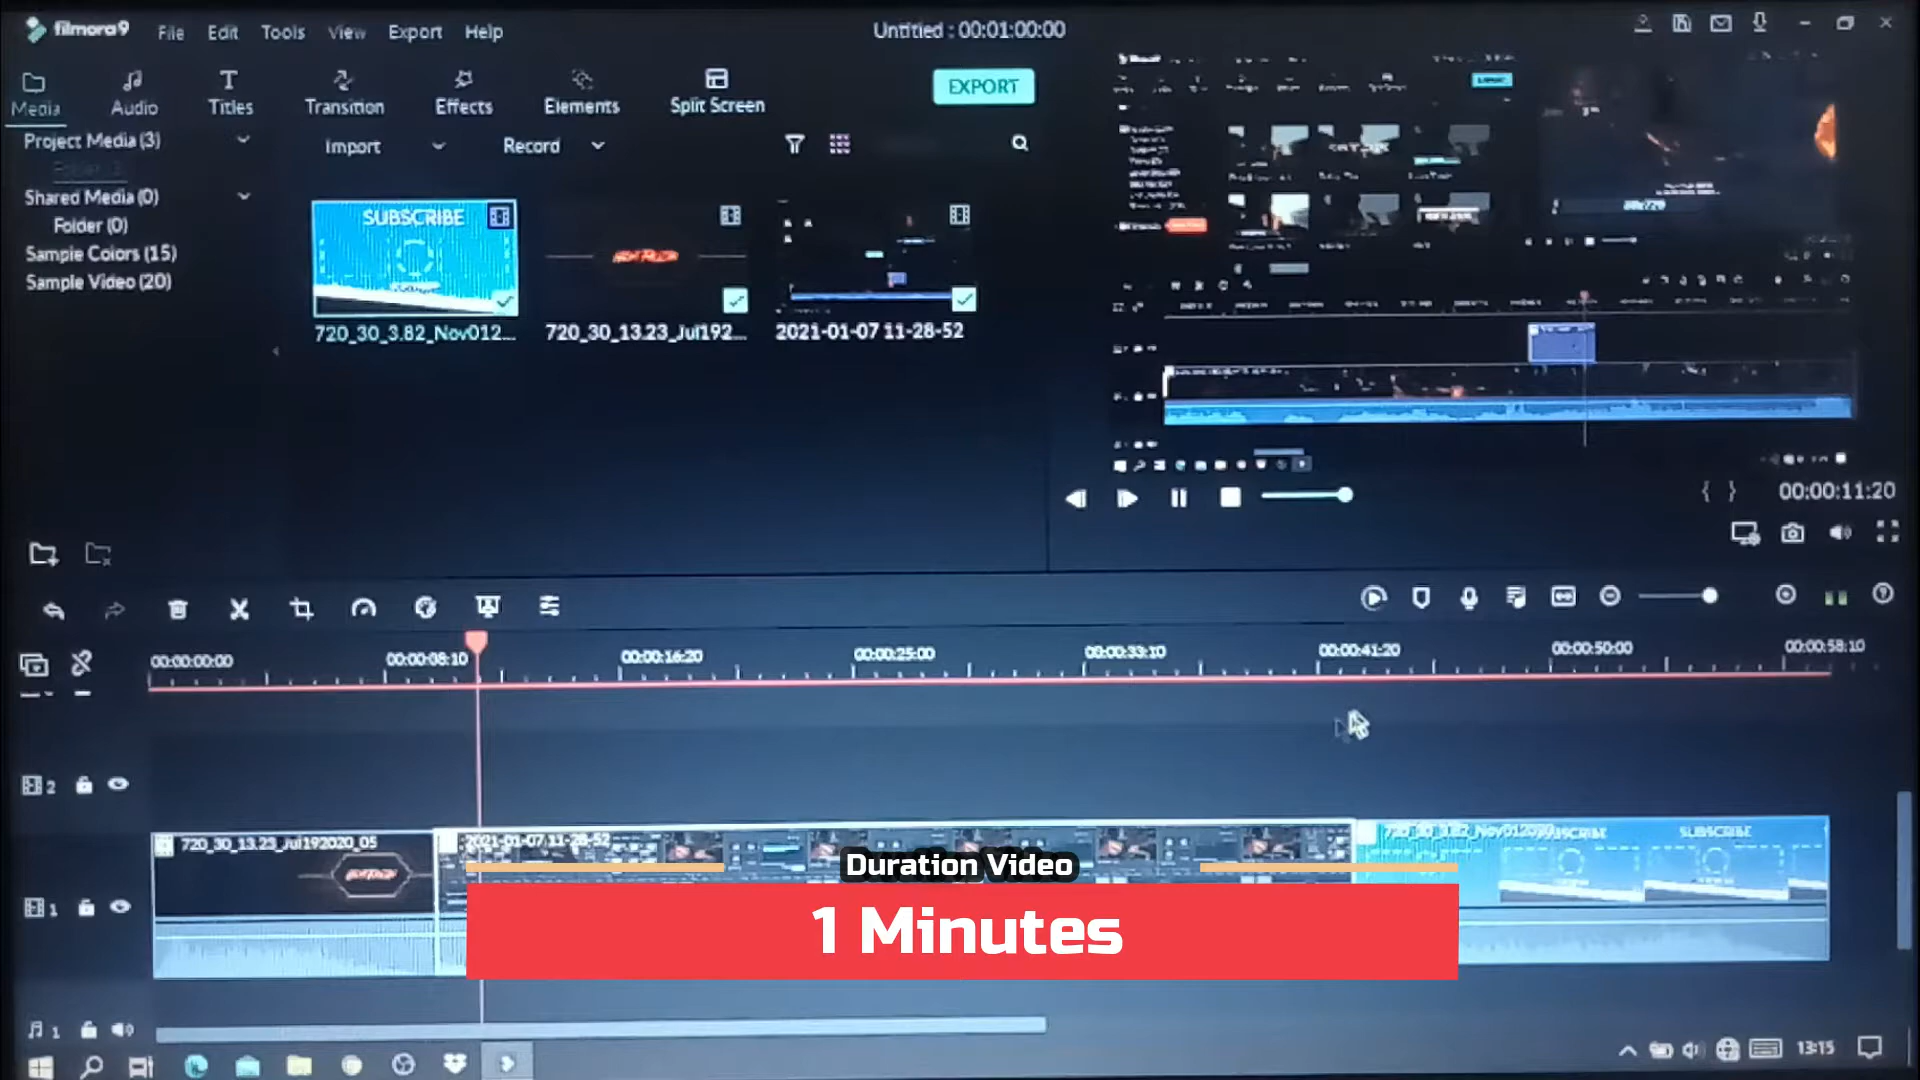 filmora9
File Edit Tools View Export Help
Untitled : 00:01:00:00
Media Audio Titles Transition Effects Elements Split Screen
EXPORT
Project Media (3)
Import Record
Shared Media (0)
Folder (0)
Sample Colors (15)
Sample Video (20)
SUBSCRIBE
720_30_3.82_Nov012...
720_30_13.23_Jul192...
2021-01-07 11-28-52
00:00:11:20
00:00:00:00 00:00:08:10 00:00:16:20 00:00:25:00 00:00:33:10 00:00:41:20 00:00:50:00 00:00:58:10
2
720_30_13.23_Jul192020_05
2021-01-07 11-28-52
SUBSCRIBE
Duration Video
1
1 Minutes
1
13:15